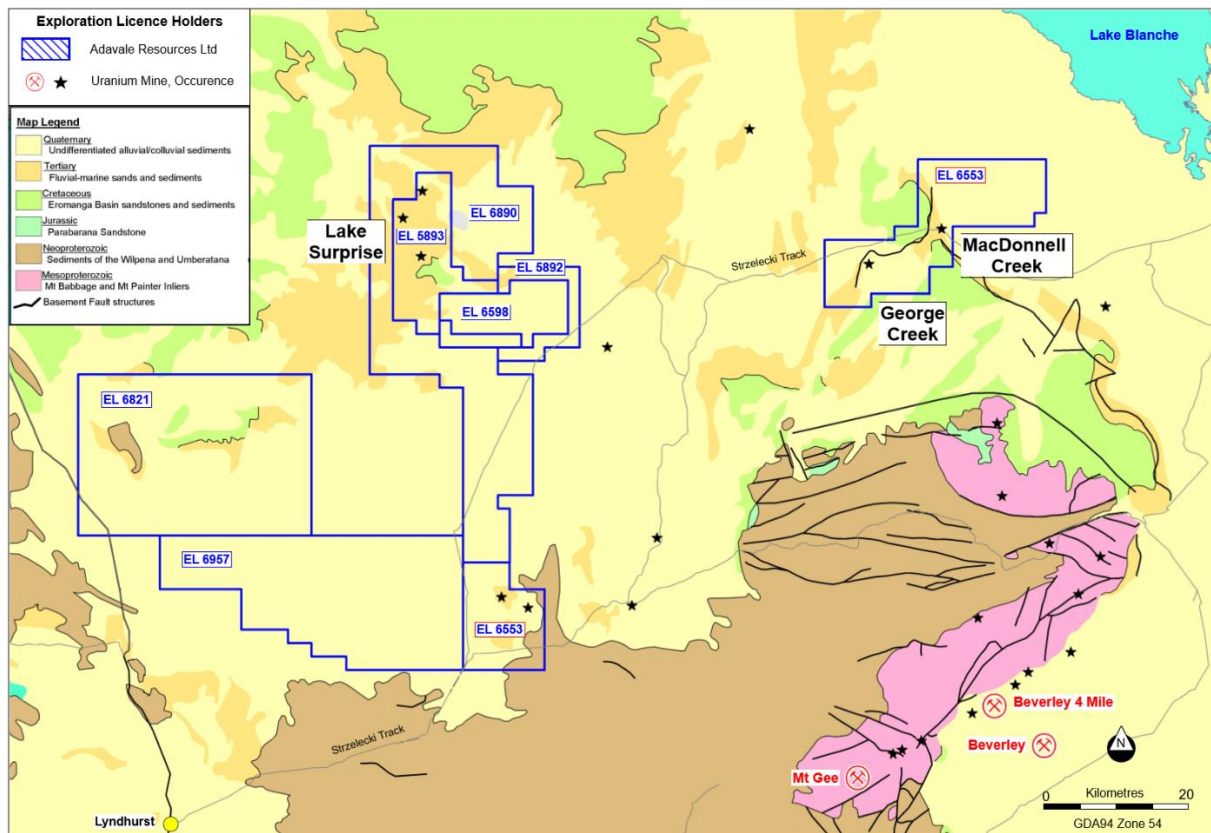 Exploration Licence Holders
Adavale Resources Ltd
Uranium Mine, Occurence
Map Legend
Quaternary
Undifferentiated alluvial/colluvial sediments
Tertiary
Fluvial-marine sands and sediments
Cretaceous
Eromanga Basin sandstones and sediments
Jurassic
Parabarana Sandstone
Neoproterozoic
Sediments of the Wilpena and Umberatana
Mesoproterozoic
Mt Babbage and Mt Painter Inliers
Basement Fault structures
Lake Blanche
EL 6553
EL 6890
Lake
Surprise
EL 5893
MacDonnell
Creek
Strzelecki Track
EL 5892
EL 6598
George
Creek
EL 6821
EL 6957
EL 6553
Beverley 4 Mile
Beverley
Strzelecki Track
Mt Gee
N
0 Kilometres 20
GDA94 Zone 54
Lyndhurst